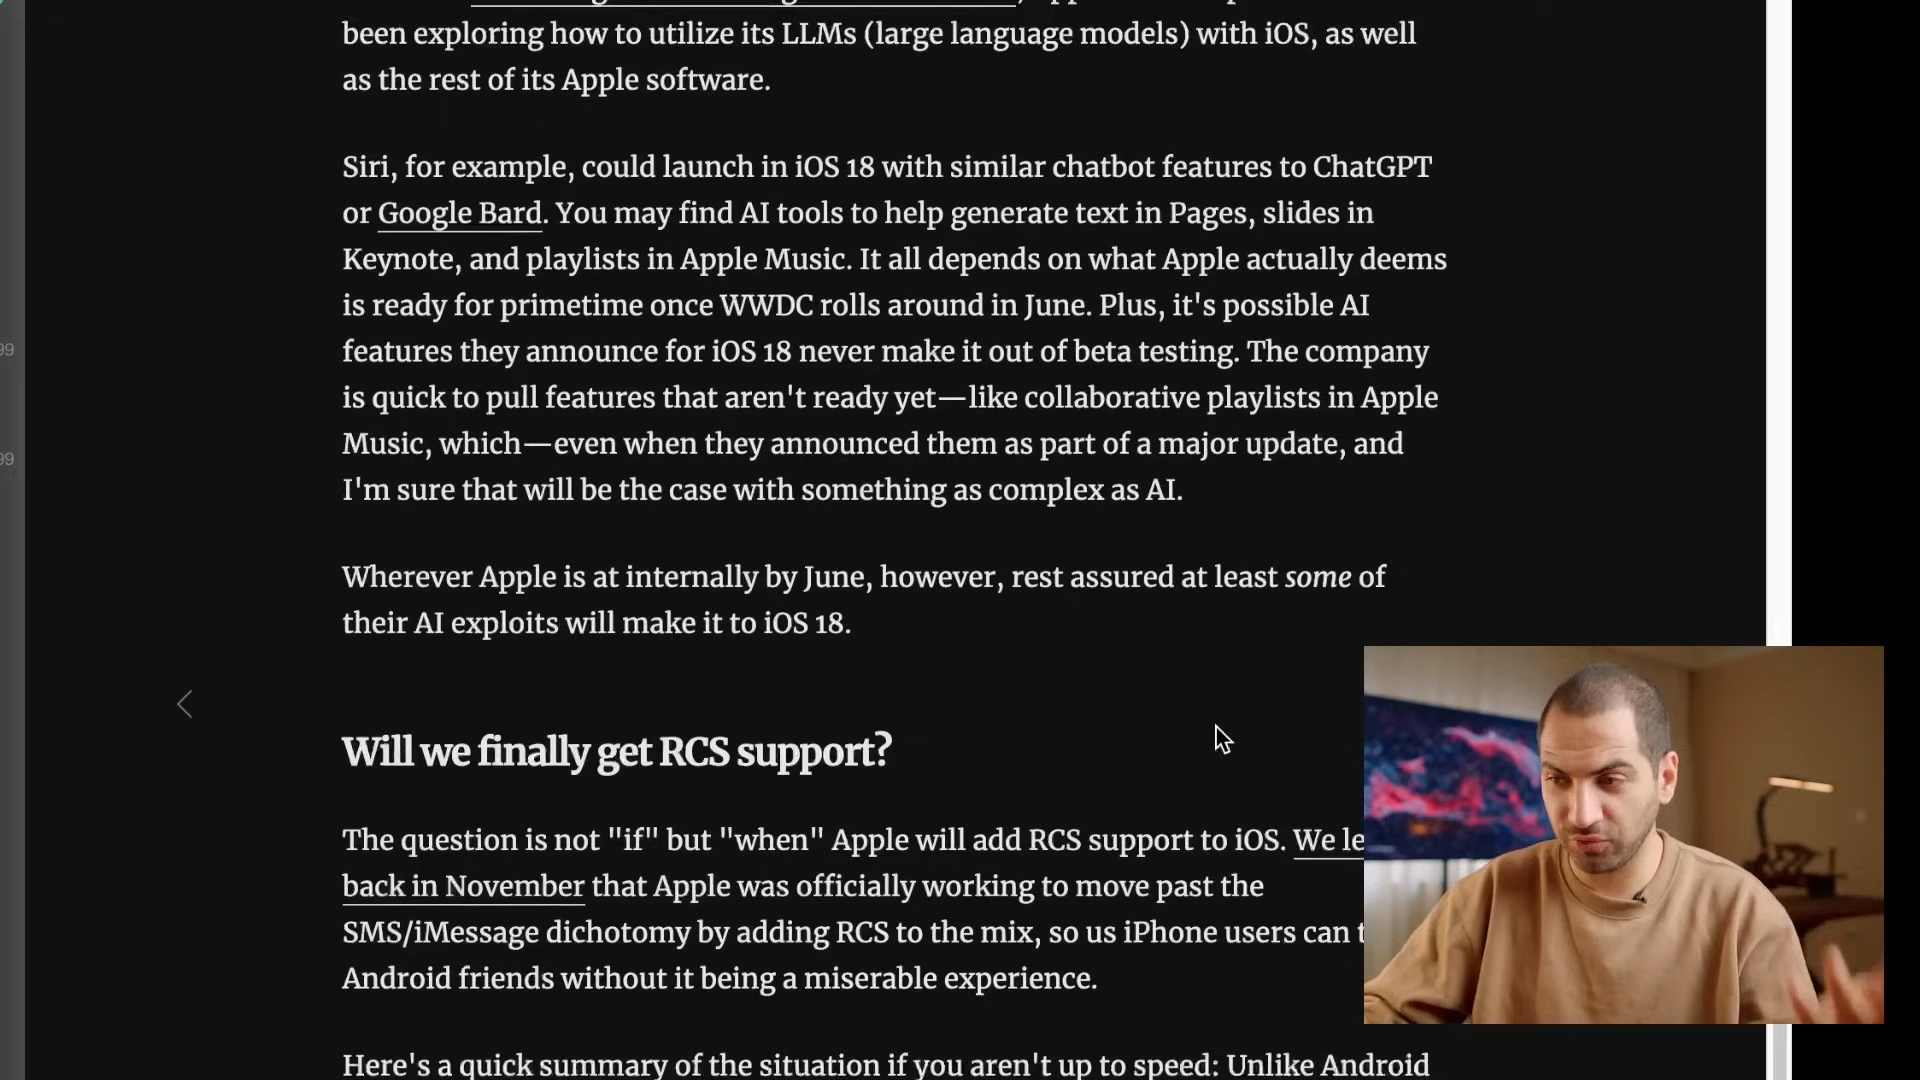 been exploring how to utilize its LLMs (large language models) with iOS, as well
as the rest of its Apple software.
Siri, for example, could launch in iOS 18 with similar chatbot features to ChatGPT
or Google Bard. You may find AI tools to help generate text in Pages, slides in
Keynote, and playlists in Apple Music. It all depends on what Apple actually deems
is ready for primetime once WWDC rolls around in June. Plus, it's possible AI
features they announce for iOS 18 never make it out of beta testing. The company
99
is quick to pull features that aren't ready yet—like collaborative playlists in Apple
Music, which—even when they announced them as part of a major update, and
99
I'm sure that will be the case with something as complex as AI.
Wherever Apple is at internally by June, however, rest assured at least some of
their AI exploits will make it to iOS 18.
Will we finally get RCS support?
The question is not "if" but "when" Apple will add RCS support to iOS. We
back in November that Apple was officially working to move past the
SMS/iMessage dichotomy by adding RCS to the mix, so us iPhone users can
Android friends without it being a miserable experience.
Here's a quick summary of the situation if you aren't up to speed: Unlike Android